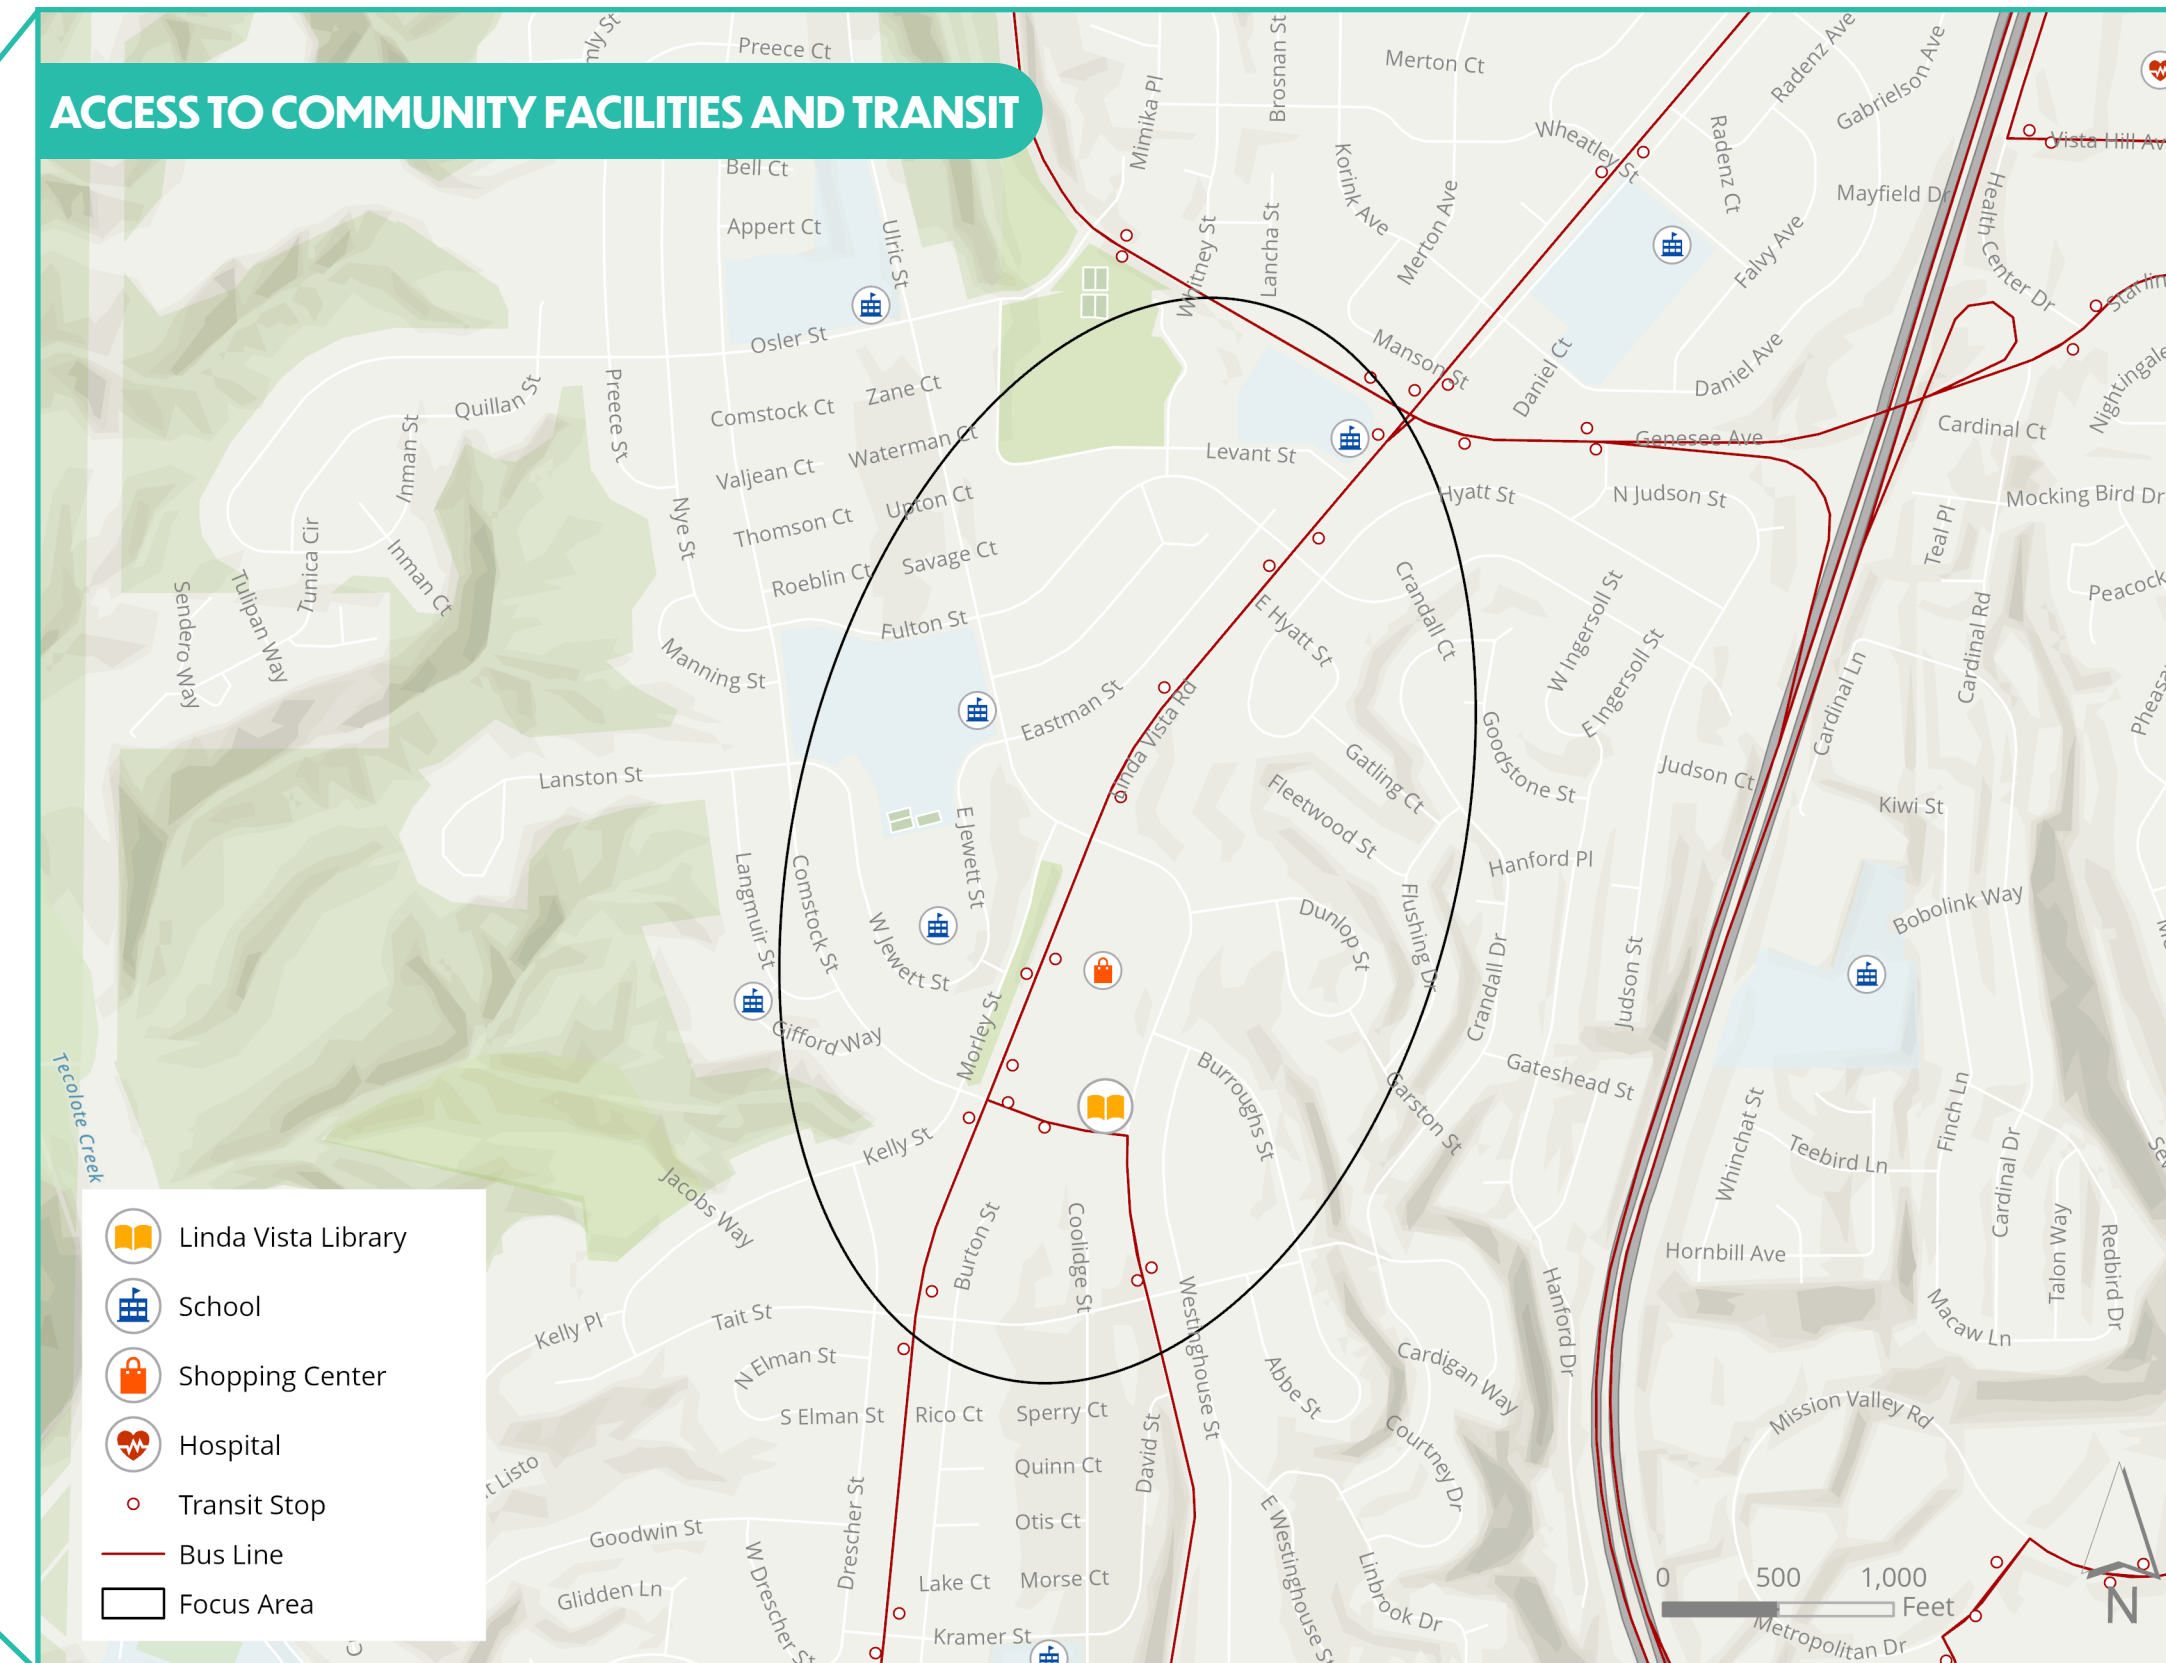 ACCESS TO COMMUNITY FACILITIES AND TRANSIT
Preece Ct
Merton Ct
Brosnan St
Mimika Pl
Radenz Ave
Gabrielson Ave
Wheatley St
Radenz Ct
Vista Hill Av
Bell Ct
Appert Ct
Ulric St
Whitney St
Lancha St
Korink Ave
Merton Ave
Mayfield Dr
Falvy Ave
Health Center Dr
Osler St
Manson St
Daniel Ct
Daniel Ave
Nightingale
Quillan St
Preece St
Zane Ct
Comstock Ct
Waterman Ct
Inman St
Valjean Ct
Levant St
Genesee Ave
Cardinal Ct
Upton Ct
Nye St
Thomson Ct
Hyatt St
N Judson St
Mocking Bird Dr
Teal Pl
Savage Ct
Roeblin Ct
Tunica Cir
Inman Ct
Tulipan Way
Sendero Way
Fulton St
Manning St
E Hyatt St
Crandall Ct
W Ingersoll St
E Ingersoll St
Peacock
Cardinal Rd
Cardinal Ln
Eastman St
Linda Vista Rd
Goodstone St
Gatling Ct
Fleetwood St
Judson Ct
Lanston St
Kiwi St
E Jewett St
Hanford Pl
Langmuir St
Comstock St
W Jewett St
Dunlop St
Flushing Dr
Crandall Dr
Judson St
Bobolink Way
Morley St
Gifford Way
Burroughs St
Garston St
Gateshead St
Tecolote Creek
Kelly St
Jacobs Way
Whinchat St
Teebird Ln
Finch Ln
Cardinal Dr
Talon Way
Redbird Dr
Burton St
Coolidge St
Hornbill Ave
Macaw Ln
Kelly Pl
Tait St
N Elman St
S Elman St
Westinghouse St
Abbe St
Cardigan Way
Hanford Dr
Rico Ct
Sperry Ct
David St
Courtney Dr
Mission Valley Rd
Quinn Ct
Otis Ct
Goodwin St
Drescher St
W Drescher St
Glidden Ln
Lake Ct
Morse Ct
Kramer St
E Westinghouse St
Linbrook Dr
Metropolitan Dr
Linda Vista Library
School
Shopping Center
Hospital
Transit Stop
Bus Line
Focus Area
0 500 1,000
Feet
N